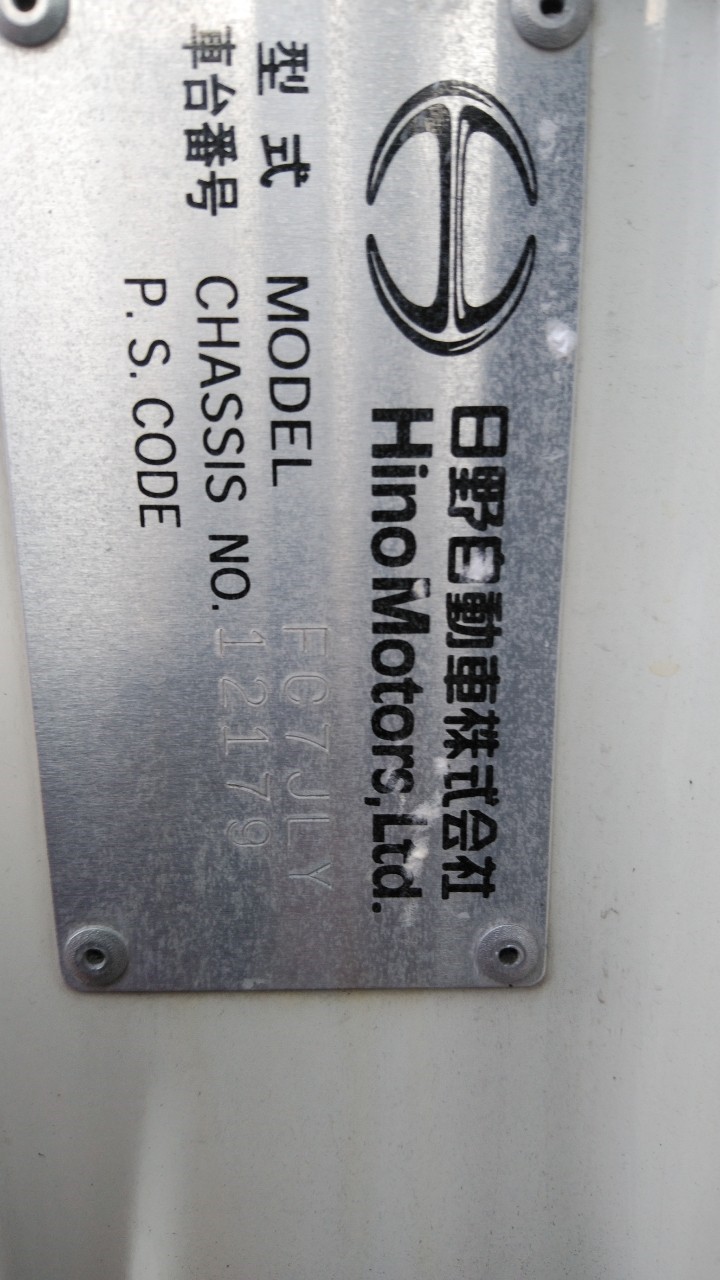 日野自動車株式会社
Hino Motors, Ltd.
型式 MODEL FC7JLY
車台番号 CHASSIS NO. 12179
P. S. CODE